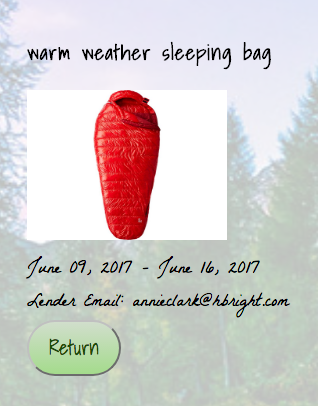 warm weather sleeping bag
June 09, 2017 - June 16, 2017
Lender Email: annieclark@hbright.com
Return